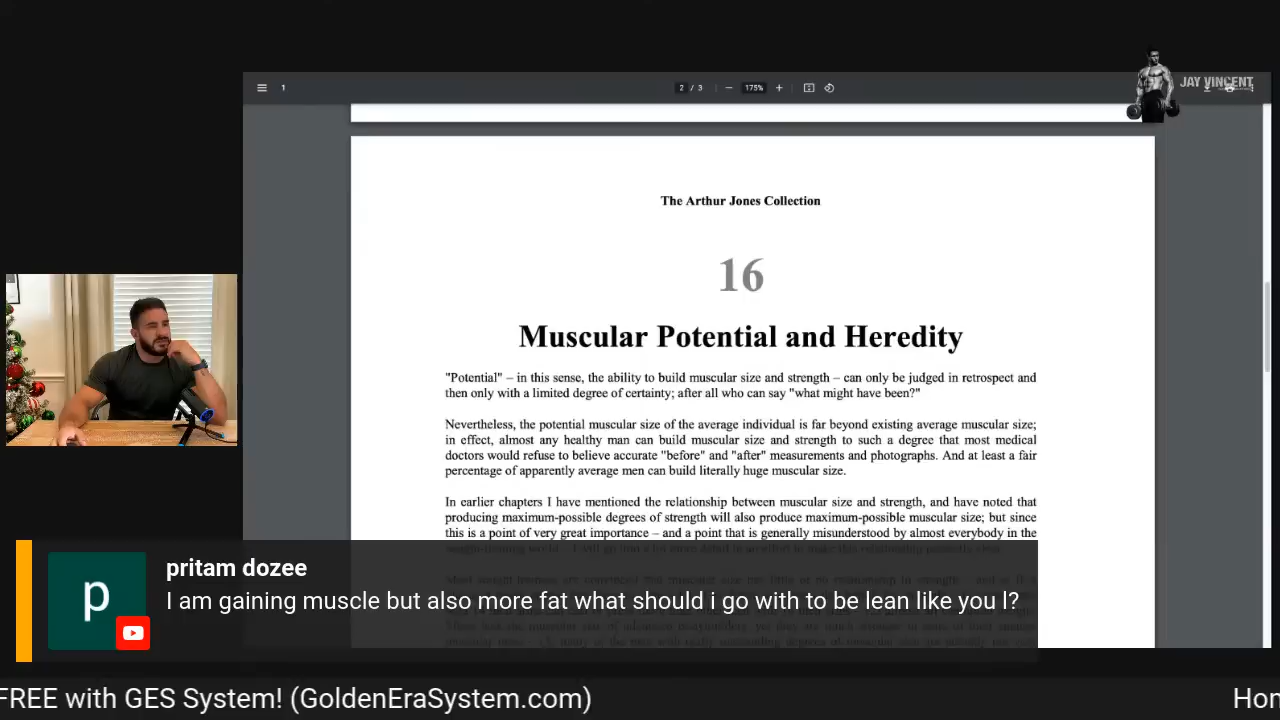 1
2 / 3
175%
JAY VINCENT
The Arthur Jones Collection
16
Muscular Potential and Heredity
"Potential" – in this sense, the ability to build muscular size and strength – can only be judged in retrospect and
then only with a limited degree of certainty; after all who can say "what might have been?"
Nevertheless, the potential muscular size of the average individual is far beyond existing average muscular size;
in effect, almost any healthy man can build muscular size and strength to such a degree that most medical
doctors would refuse to believe accurate "before" and "after" measurements and photographs. And at least a fair
percentage of apparently average men can build literally huge muscular size.
In earlier chapters I have mentioned the relationship between muscular size and strength, and have noted that
producing maximum-possible degrees of strength will also produce maximum-possible muscular size; but since
this is a point of very great importance – and a point that is generally misunderstood by almost everybody in the
p
pritam dozee
I am gaining muscle but also more fat what should i go with to be lean like you l?
FREE with GES System! (GoldenEraSystem.com)
Hon